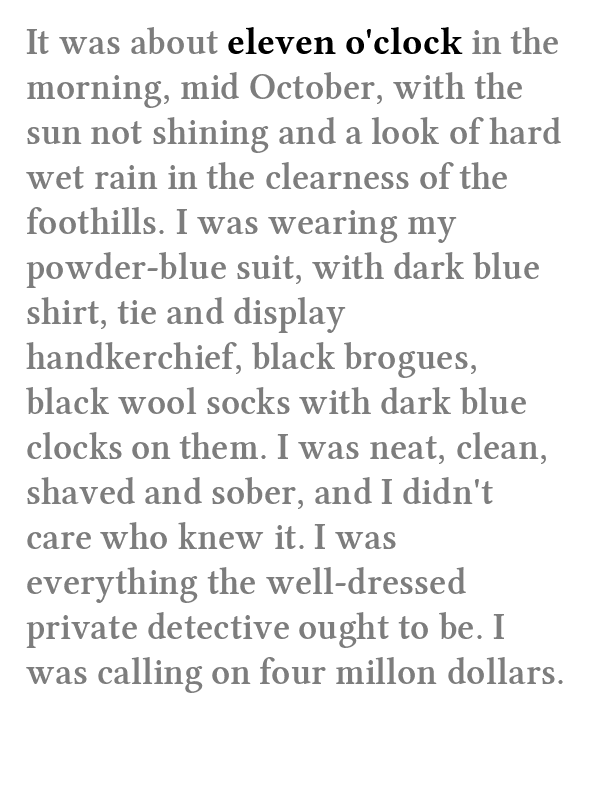 It was about eleven o'clock in the
morning, mid October, with the
sun not shining and a look of hard
wet rain in the clearness of the
foothills. I was wearing my
powder-blue suit, with dark blue
shirt, tie and display
handkerchief, black brogues,
black wool socks with dark blue
clocks on them. I was neat, clean,
shaved and sober, and I didn't
care who knew it. I was
everything the well-dressed
private detective ought to be. I
was calling on four millon dollars.